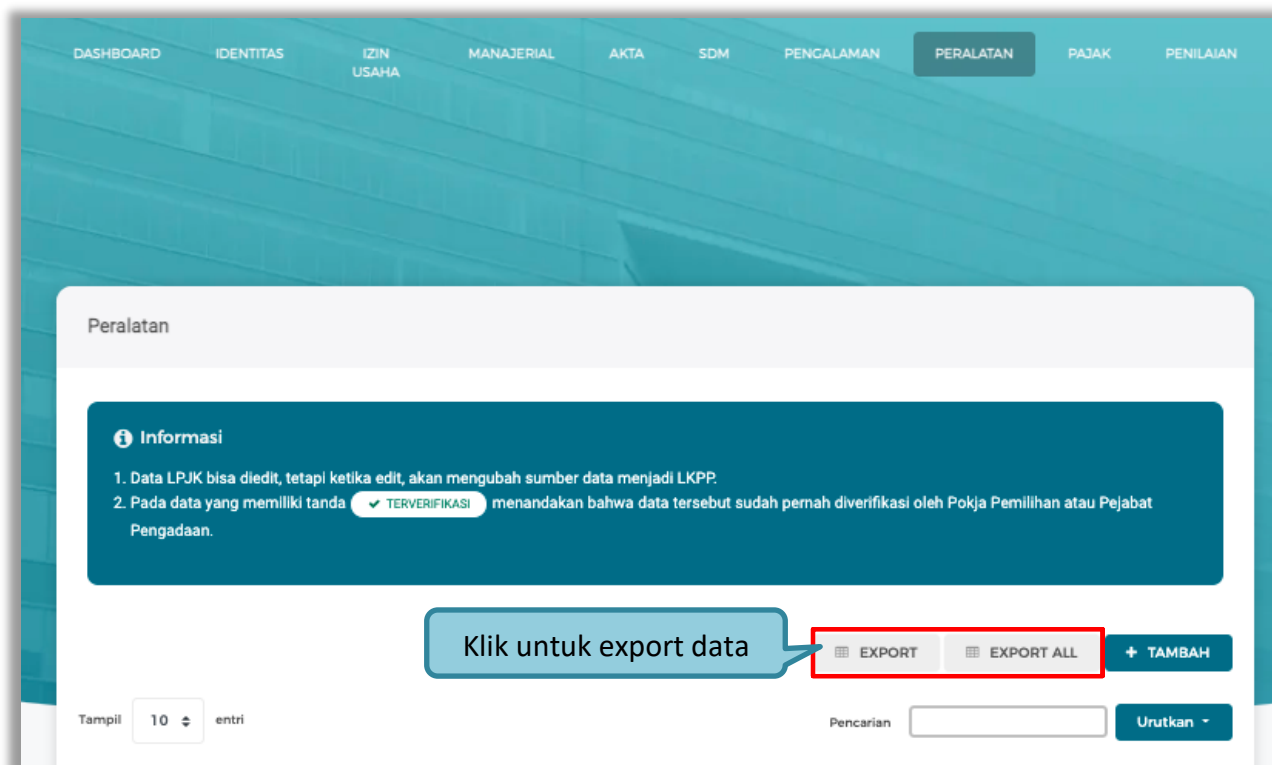 DASHBOARD IDENTITAS IZIN USAHA MANAJERIAL AKTA SDM PENGALAMAN PERALATAN PAJAK PENILAIAN
Peralatan
Informasi
1. Data LPJK bisa diedit, tetapi ketika edit, akan mengubah sumber data menjadi LKPP.
2. Pada data yang memiliki tanda TERVERIFIKASI menandakan bahwa data tersebut sudah pernah diverifikasi oleh Pokja Pemilihan atau Pejabat
Pengadaan.
Klik untuk export data EXPORT EXPORT ALL + TAMBAH
Tampil 10 entri Pencarian Urutkan